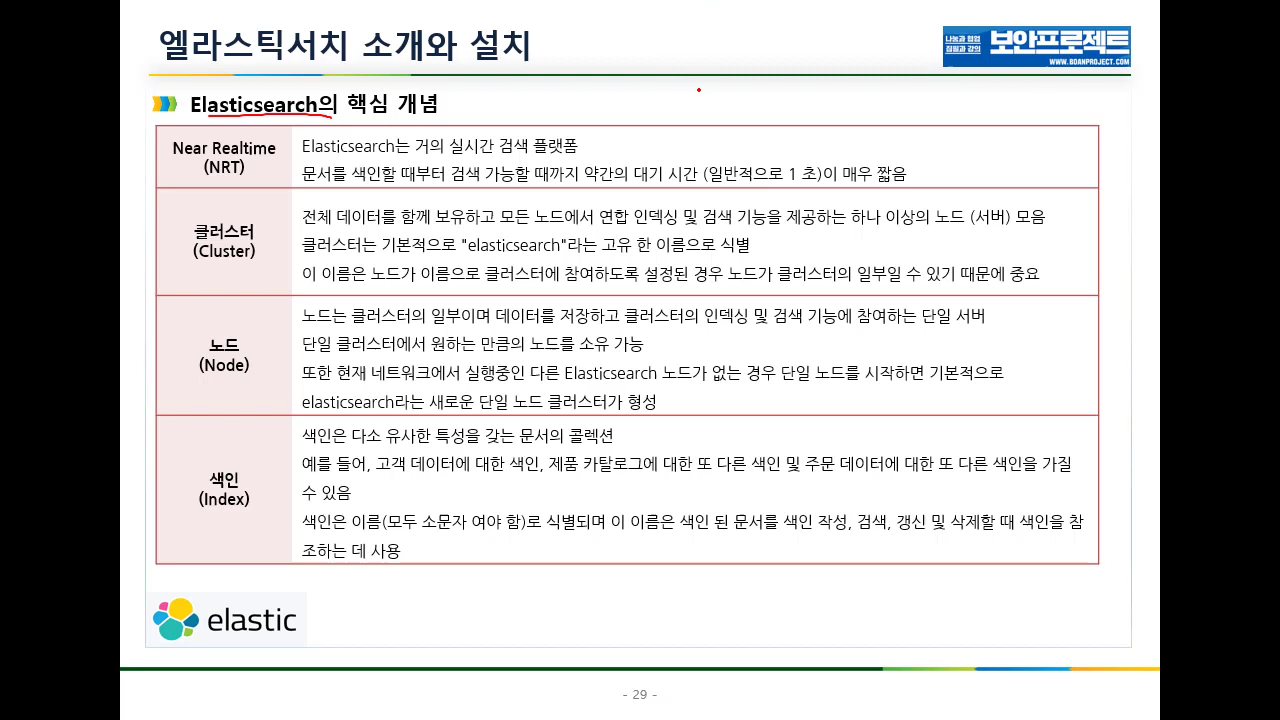 엘라스틱서치 소개와 설치
나눔과 협업
집필과 강의
보안프로젝트
WWW.BOANPROJECT.COM
Elasticsearch의 핵심 개념
Near Realtime
(NRT)
Elasticsearch는 거의 실시간 검색 플랫폼
문서를 색인할 때부터 검색 가능할 때까지 약간의 대기 시간 (일반적으로 1 초)이 매우 짧음
클러스터
(Cluster)
전체 데이터를 함께 보유하고 모든 노드에서 연합 인덱싱 및 검색 기능을 제공하는 하나 이상의 노드 (서버) 모음
클러스터는 기본적으로 "elasticsearch"라는 고유 한 이름으로 식별
이 이름은 노드가 이름으로 클러스터에 참여하도록 설정된 경우 노드가 클러스터의 일부일 수 있기 때문에 중요
노드
(Node)
노드는 클러스터의 일부이며 데이터를 저장하고 클러스터의 인덱싱 및 검색 기능에 참여하는 단일 서버
단일 클러스터에서 원하는 만큼의 노드를 소유 가능
또한 현재 네트워크에서 실행중인 다른 Elasticsearch 노드가 없는 경우 단일 노드를 시작하면 기본적으로
elasticsearch라는 새로운 단일 노드 클러스터가 형성
색인
(Index)
색인은 다소 유사한 특성을 갖는 문서의 콜렉션
예를 들어, 고객 데이터에 대한 색인, 제품 카탈로그에 대한 또 다른 색인 및 주문 데이터에 대한 또 다른 색인을 가질
수 있음
색인은 이름(모두 소문자 여야 함)로 식별되며 이 이름은 색인 된 문서를 색인 작성, 검색, 갱신 및 삭제할 때 색인을 참
조하는 데 사용
elastic
- 29 -